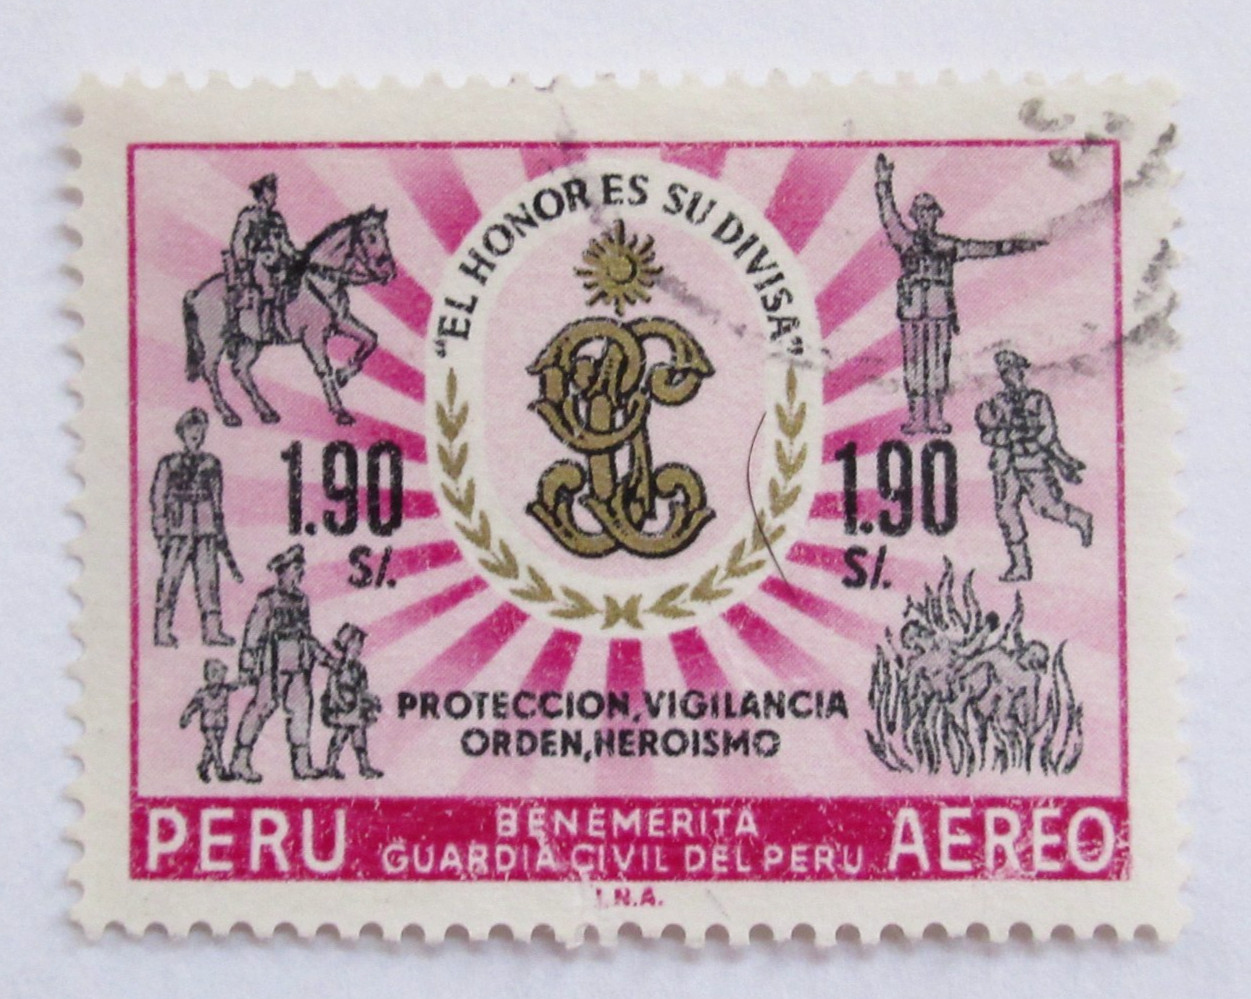 "EL HONOR ES SU DIVISA"
1.90
S/.
1.90
S/.
PROTECCION, VIGILANCIA
ORDEN, HEROISMO
PERU
BENEMERITA
GUARDIA CIVIL DEL PERU
AEREO
I.N.A.